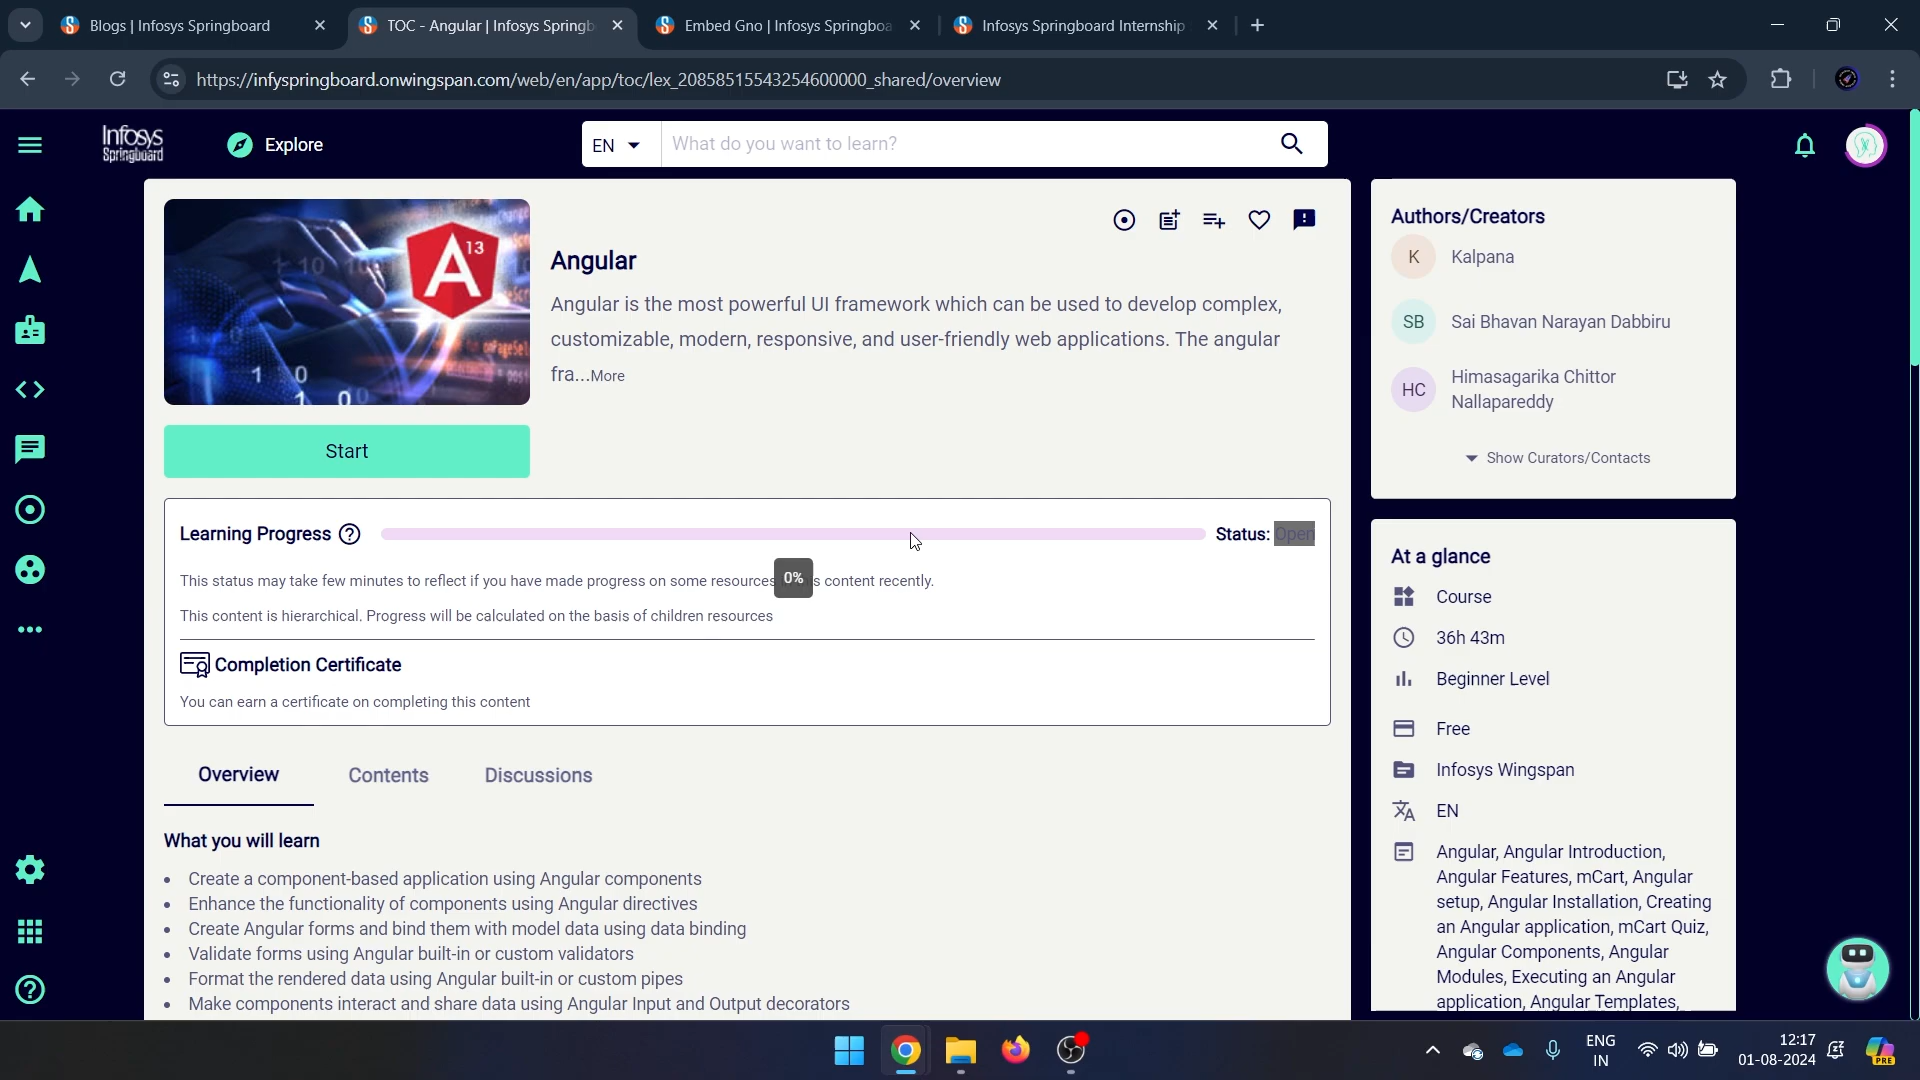 Blogs | Infosys Springboard
TOC - Angular | Infosys Springb
Embed Gno | Infosys Springboa
Infosys Springboard Internship
https://infyspringboard.onwingspan.com/web/en/app/toc/lex_20858515543254600000_shared/overview
Infosys
Springboard
Explore
EN
What do you want to learn?
13
Angular
Angular is the most powerful UI framework which can be used to develop complex,
customizable, modern, responsive, and user-friendly web applications. The angular
fra...More
Start
Learning Progress
Status: Open
0%
This status may take few minutes to reflect if you have made progress on some resources s content recently.
This content is hierarchical. Progress will be calculated on the basis of children resources
Completion Certificate
You can earn a certificate on completing this content
Overview
Contents
Discussions
What you will learn
• Create a component-based application using Angular components
• Enhance the functionality of components using Angular directives
• Create Angular forms and bind them with model data using data binding
• Validate forms using Angular built-in or custom validators
• Format the rendered data using Angular built-in or custom pipes
• Make components interact and share data using Angular Input and Output decorators
Authors/Creators
K Kalpana
SB Sai Bhavan Narayan Dabbiru
HC Himasagarika Chittor
Nallapareddy
Show Curators/Contacts
At a glance
Course
36h 43m
Beginner Level
Free
Infosys Wingspan
EN
Angular, Angular Introduction,
Angular Features, mCart, Angular
setup, Angular Installation, Creating
an Angular application, mCart Quiz,
Angular Components, Angular
Modules, Executing an Angular
application, Angular Templates,
ENG
IN
12:17
01-08-2024
PRE